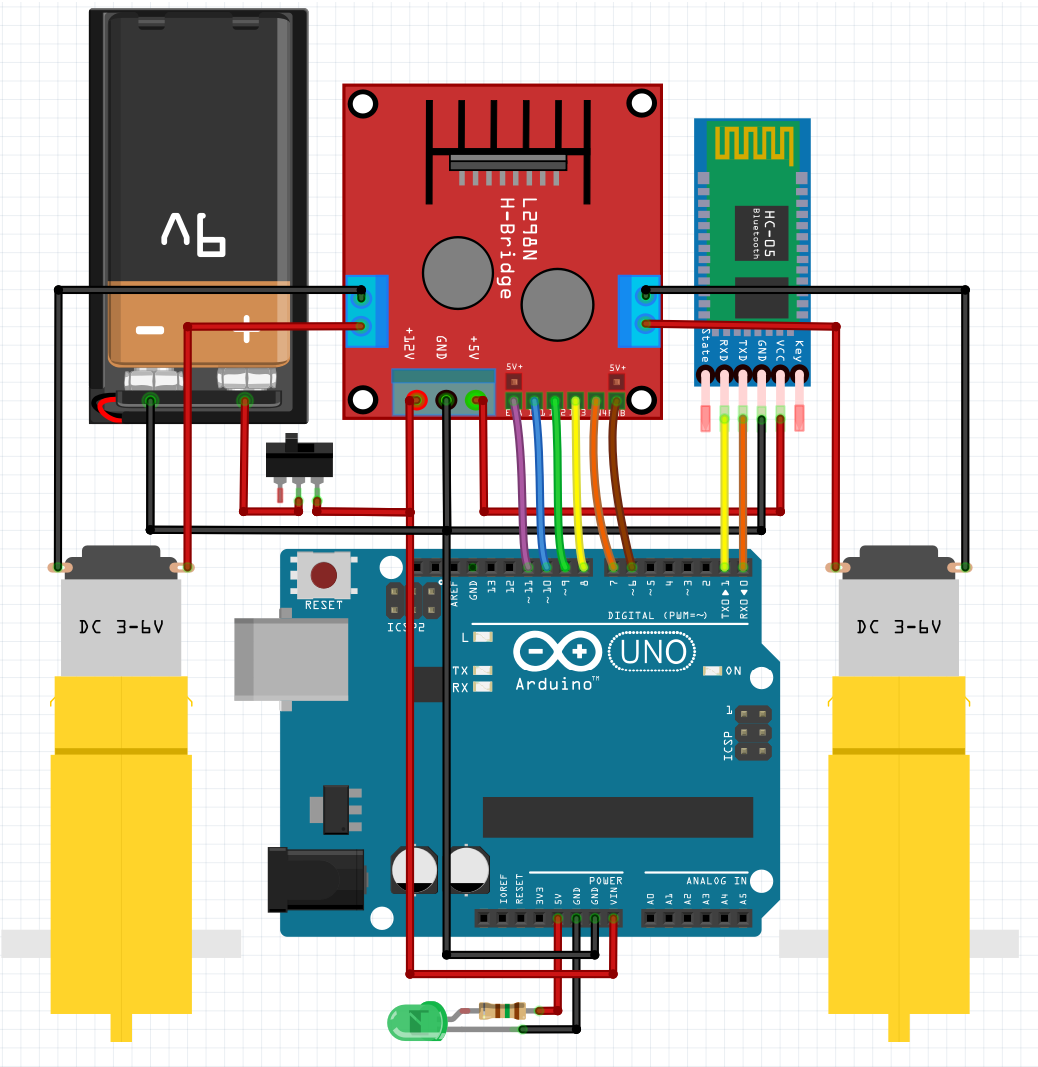 9V
L298N
H-Bridge
+12V
GND
+5V
5V+
5V+
HC-05
Bluetooth
State
RXD
TXD
GND
VCC
Key
DC 3-6V
RESET
ICSP2
AREF
GND
13
12
~11
~10
~9
8
7
~6
~5
4
~3
2
TX0▶1
RX0◀0
DIGITAL (PWM=~)
L
TX
RX
UNO
Arduino™
ON
1
ICSP
DC 3-6V
POWER
ANALOG IN
IOREF
RESET
3V3
5V
GND
GND
VIN
A0
A1
A2
A3
A4
A5